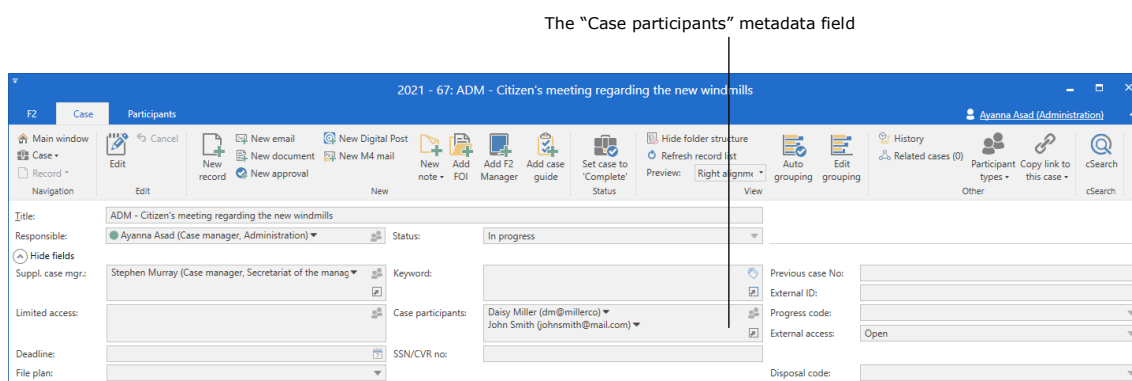 The “Case participants” metadata field
2021 - 67: ADM - Citizen's meeting regarding the new windmills
F2 Case Participants Ayanna Asad (Administration)
Main window Cancel New email New Digital Post Hide folder structure History
Case New document New M4 mail Refresh record list Related cases (0)
Record New approval Preview: Right alignme
Edit New record New note Add FOI Add F2 Manager Add case guide Set case to 'Complete' Auto grouping Edit grouping Participant types Copy link to this case cSearch
Navigation Edit New Status View Other cSearch
Title: ADM - Citizen's meeting regarding the new windmills
Responsible: Ayanna Asad (Case manager, Administration) Status: In progress
Hide fields
Suppl. case mgr.: Stephen Murray (Case manager, Secretariat of the manag Keyword: Previous case No:
External ID:
Limited access: Case participants: Daisy Miller (dm@millerco) Progress code:
John Smith (johnsmith@mail.com) External access: Open
Deadline: SSN/CVR no:
File plan: Disposal code: